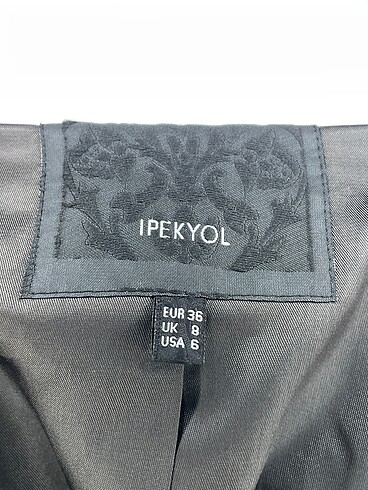 IPEKYOL
EUR 36
UK 8
USA 6